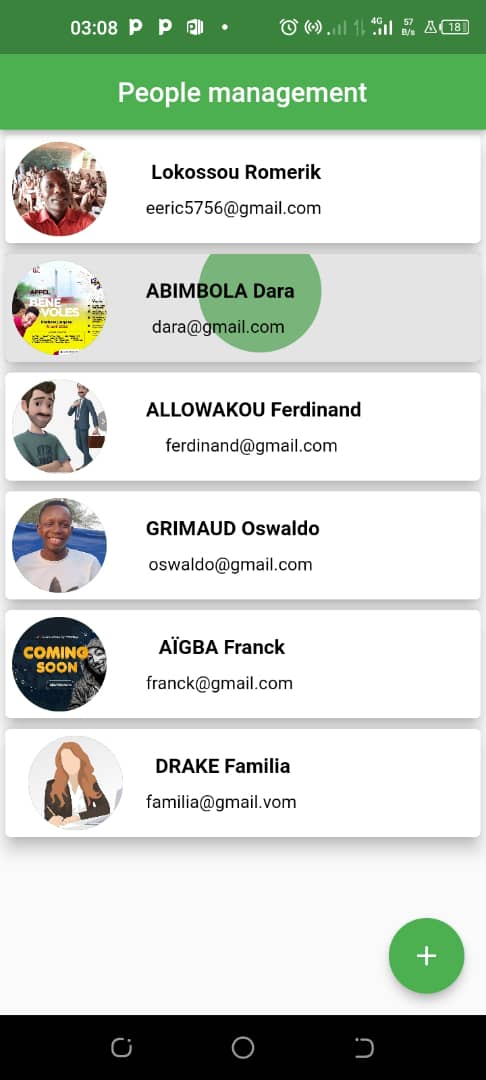 03:08
4G
57
B/s
18
People management
Lokossou Romerik
eeric5756@gmail.com
APPEL
BÉNÉ
VOLES
ABIMBOLA Dara
dara@gmail.com
ALLOWAKOU Ferdinand
ferdinand@gmail.com
GRIMAUD Oswaldo
oswaldo@gmail.com
COMING
SOON
AÏGBA Franck
franck@gmail.com
DRAKE Familia
familia@gmail.vom